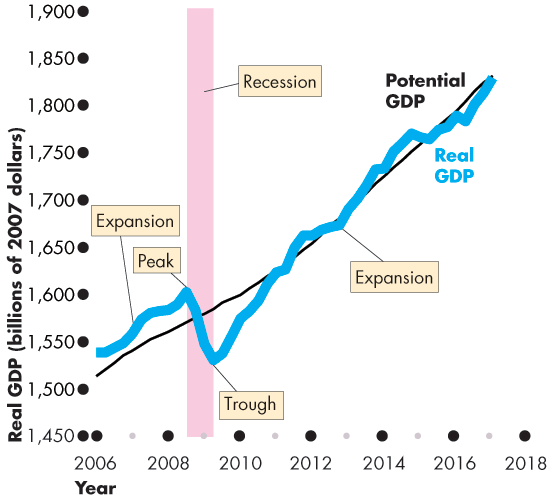 1,900
1,850
1,800
1,750
1,700
1,650
1,600
1,550
1,500
1,450
Real GDP (billions of 2007 dollars)
Recession
Potential
GDP
Real
GDP
Expansion
Peak
Expansion
Trough
2006 2008 2010 2012 2014 2016 2018
Year